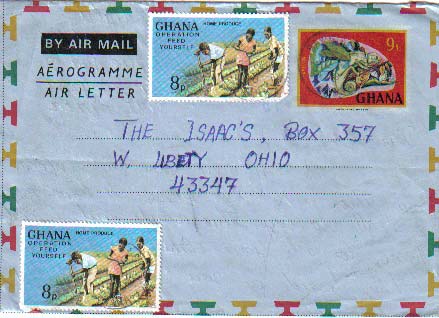 GHANA HOME PRODUCE
OPERATION
FEED
YOURSELF
8p
9p
GHANA
BY AIR MAIL
AÉROGRAMME
AIR LETTER
THE ISAAC'S, BOX 357
W. LIBETY OHIO
43347
GHANA HOME PRODUCE
OPERATION
FEED
YOURSELF
8p